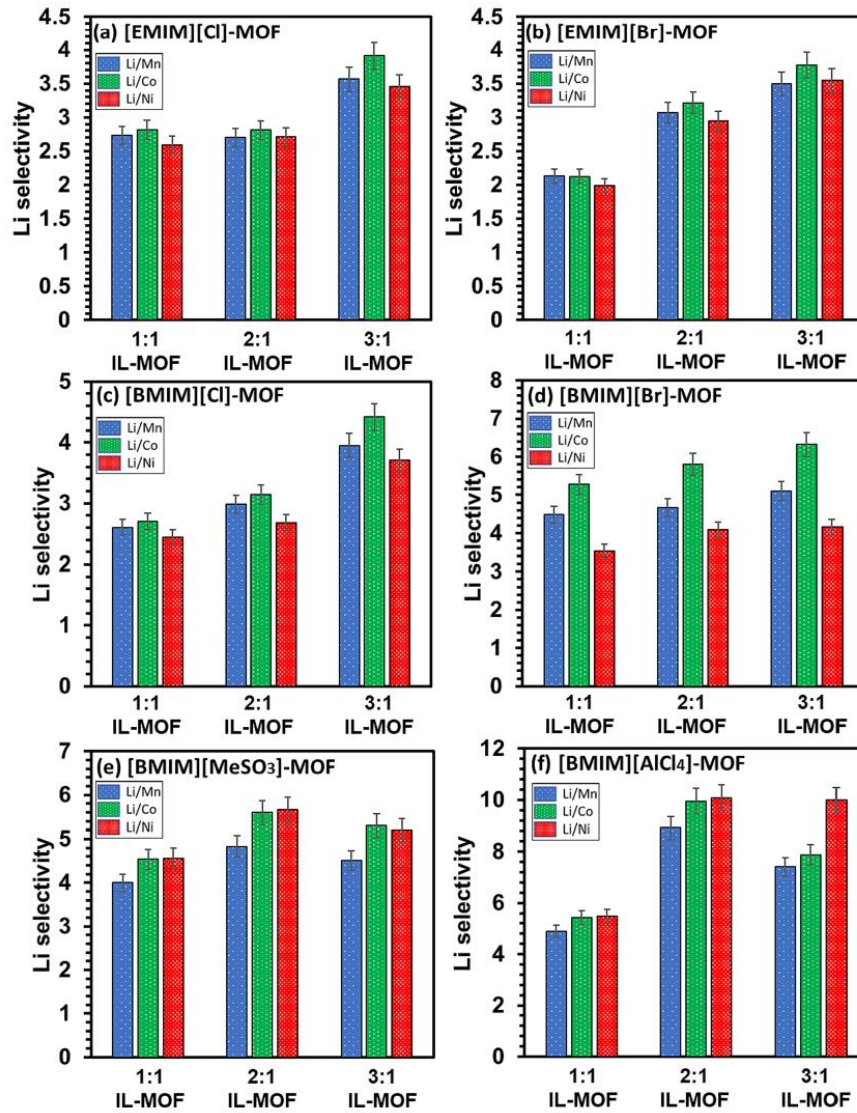 (a) [EMIM][Cl]-MOF
Li/Mn
Li/Co
Li/Ni
Li selectivity
4.5
4
3.5
3
2.5
2
1.5
1
0.5
0
1:1 2:1 3:1
IL-MOF IL-MOF IL-MOF
(b) [EMIM][Br]-MOF
Li/Mn
Li/Co
Li/Ni
Li selectivity
4.5
4
3.5
3
2.5
2
1.5
1
0.5
0
1:1 2:1 3:1
IL-MOF IL-MOF IL-MOF
(c) [BMIM][Cl]-MOF
Li/Mn
Li/Co
Li/Ni
Li selectivity
5
4
3
2
1
0
1:1 2:1 3:1
IL-MOF IL-MOF IL-MOF
(d) [BMIM][Br]-MOF
Li/Mn
Li/Co
Li/Ni
Li selectivity
8
7
6
5
4
3
2
1
0
1:1 2:1 3:1
IL-MOF IL-MOF IL-MOF
(e) [BMIM][MeSO₃]-MOF
Li/Mn
Li/Co
Li/Ni
Li selectivity
7
6
5
4
3
2
1
0
1:1 2:1 3:1
IL-MOF IL-MOF IL-MOF
(f) [BMIM][AlCl₄]-MOF
Li/Mn
Li/Co
Li/Ni
Li selectivity
12
10
8
6
4
2
0
1:1 2:1 3:1
IL-MOF IL-MOF IL-MOF